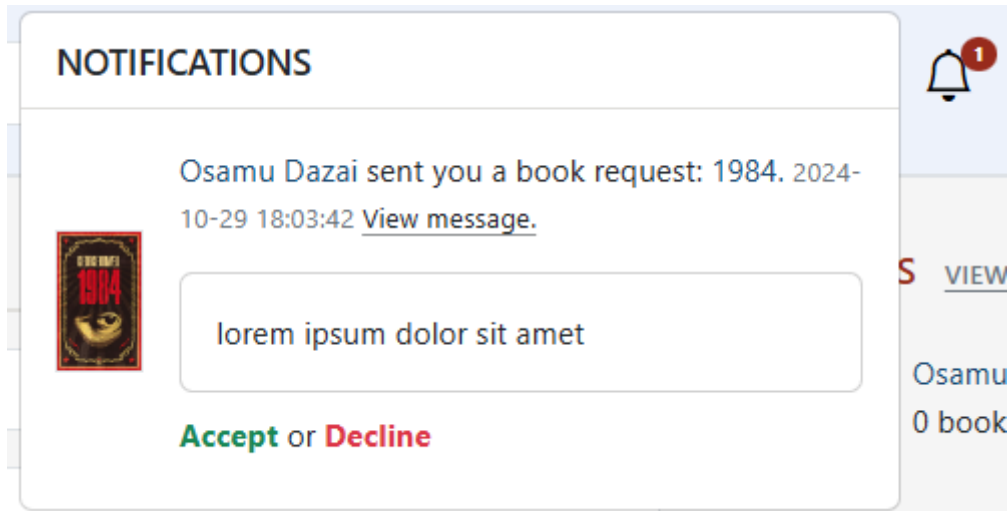 NOTIFICATIONS
1
Osamu Dazai sent you a book request: 1984. 2024-
10-29 18:03:42 View message.
1984
lorem ipsum dolor sit amet
Accept or Decline
S VIEW
Osamu
0 book